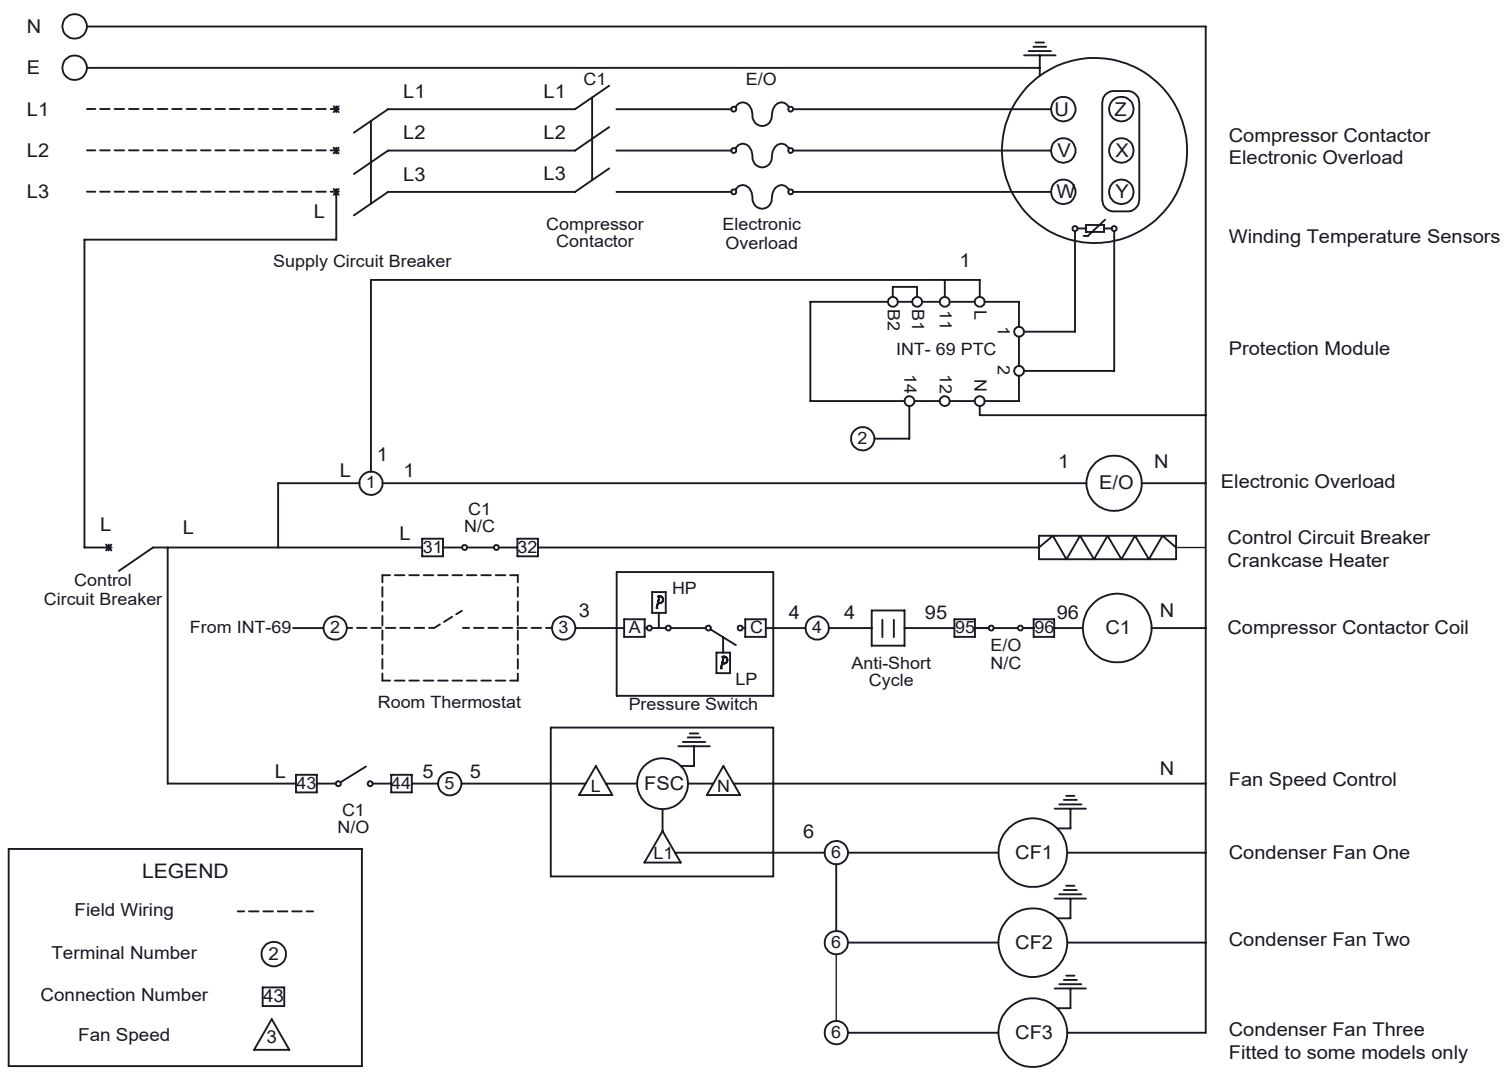 N
E
C1
E/O
L1
L1
L1
U
Z
L2
L2
L2
V
X
Compressor Contactor
Electronic Overload
L3
L3
L3
W
Y
L
Compressor
Contactor
Electronic
Overload
Winding Temperature Sensors
Supply Circuit Breaker
1
B2
B1
11
L
1
INT- 69 PTC
2
Protection Module
14
12
N
2
1
L
1
1
1
E/O
N
Electronic Overload
L
L
L
31
C1
N/C
32
Control Circuit Breaker
Crankcase Heater
Control
Circuit Breaker
From INT-69
2
3
3
HP
P
A
C
P
LP
4
4
4
95
95
96
96
C1
N
Compressor Contactor Coil
E/O
N/C
Anti-Short
Cycle
Room Thermostat
Pressure Switch
L
43
44
5
5
5
C1
N/O
L
FSC
N
L1
N
Fan Speed Control
6
6
CF1
Condenser Fan One
6
CF2
Condenser Fan Two
6
CF3
Condenser Fan Three
Fitted to some models only
LEGEND
Field Wiring
Terminal Number
2
Connection Number
43
Fan Speed
3